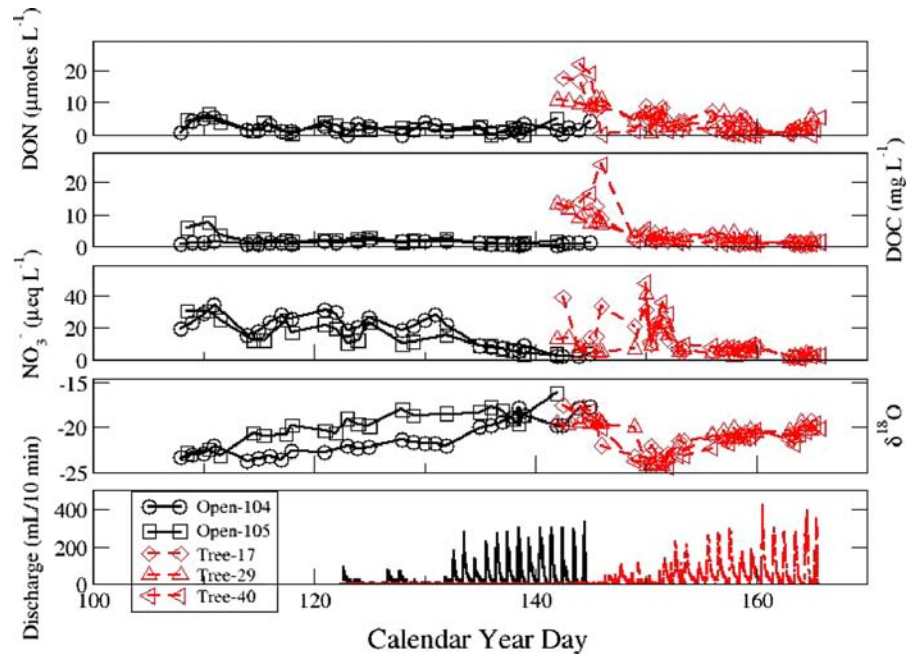 DON (μmoles L⁻¹)
20
10
0
DOC (mg L⁻¹)
20
10
0
NO₃⁻ (μeq L⁻¹)
40
20
0
δ¹⁸O
-15
-20
-25
Discharge (mL/10 min)
400
200
0
Open-104
Open-105
Tree-17
Tree-29
Tree-40
100 120 140 160
Calendar Year Day